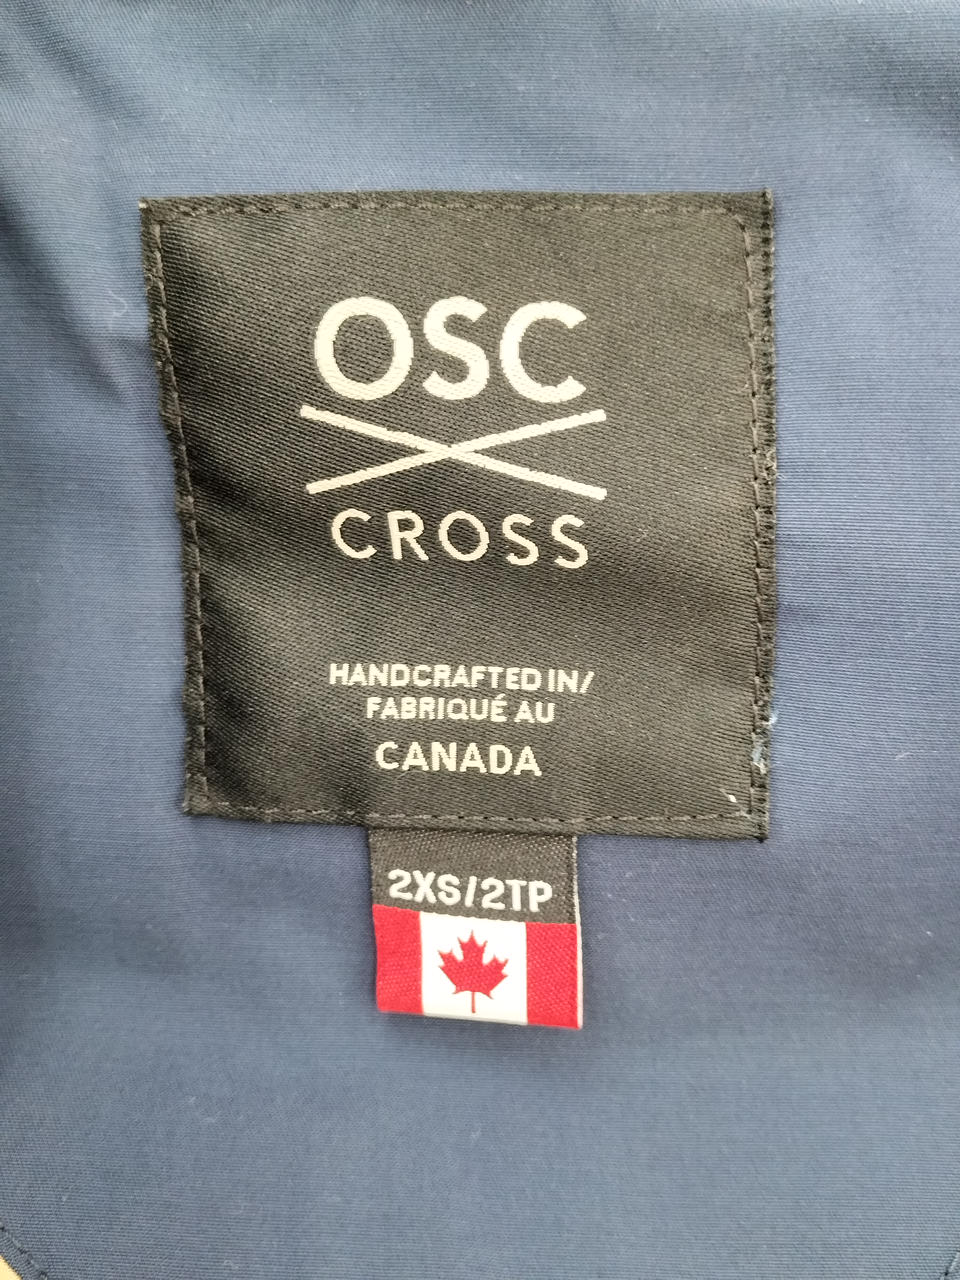 OSC
CROSS
HANDCRAFTED IN/
FABRIQUÉ AU
CANADA
2XS/2TP